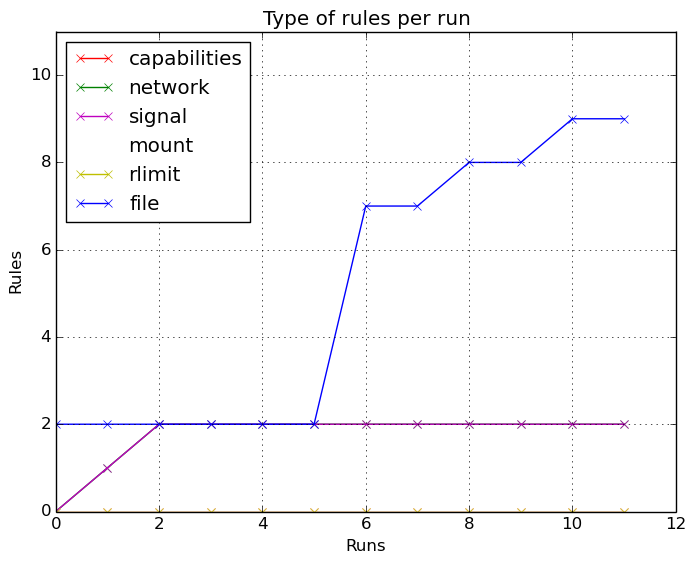 Type of rules per run
capabilities
network
signal
mount
rlimit
file
10
8
6
4
2
0
Rules
0 2 4 6 8 10 12
Runs